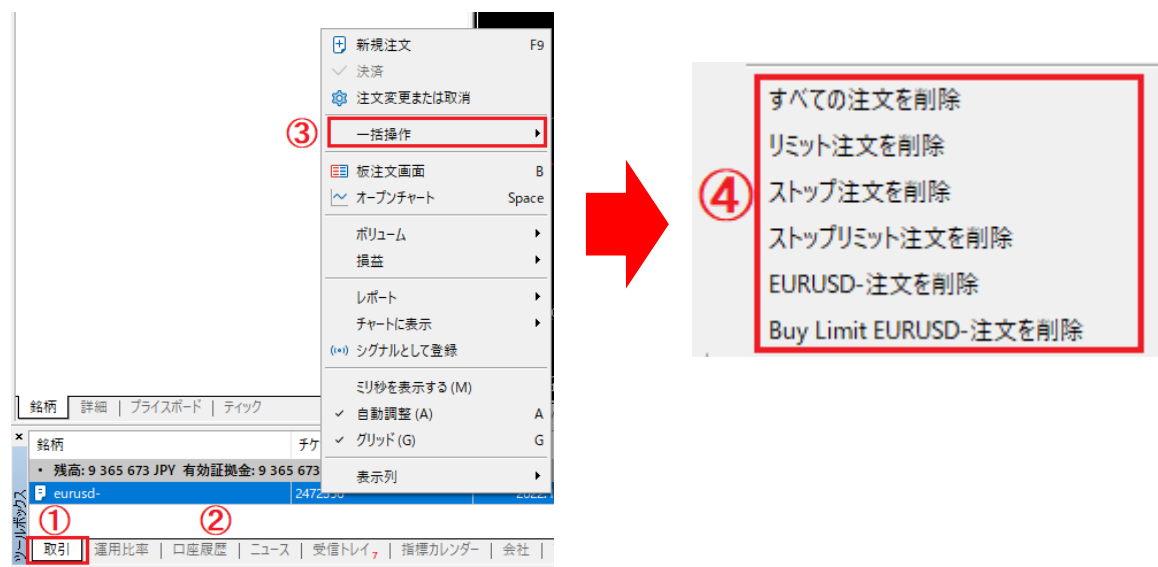 新規注文 F9
決済
注文変更または取消
③
一括操作
板注文画面 B
オープンチャート Space
ボリューム
損益
レポート
チャートに表示
シグナルとして登録
ミリ秒を表示する (M)
自動調整 (A) A
グリッド (G) G
表示列
銘柄 | 詳細 | プライスボード | ティック
銘柄
・ 残高: 9 365 673 JPY 有効証拠金: 9 365 673
eurusd-
ツールボックス
① ②
取引 | 運用比率 | 口座履歴 | ニュース | 受信トレイ 7 | 指標カレンダー | 会社 |
④
すべての注文を削除
リミット注文を削除
ストップ注文を削除
ストップリミット注文を削除
EURUSD-注文を削除
Buy Limit EURUSD-注文を削除